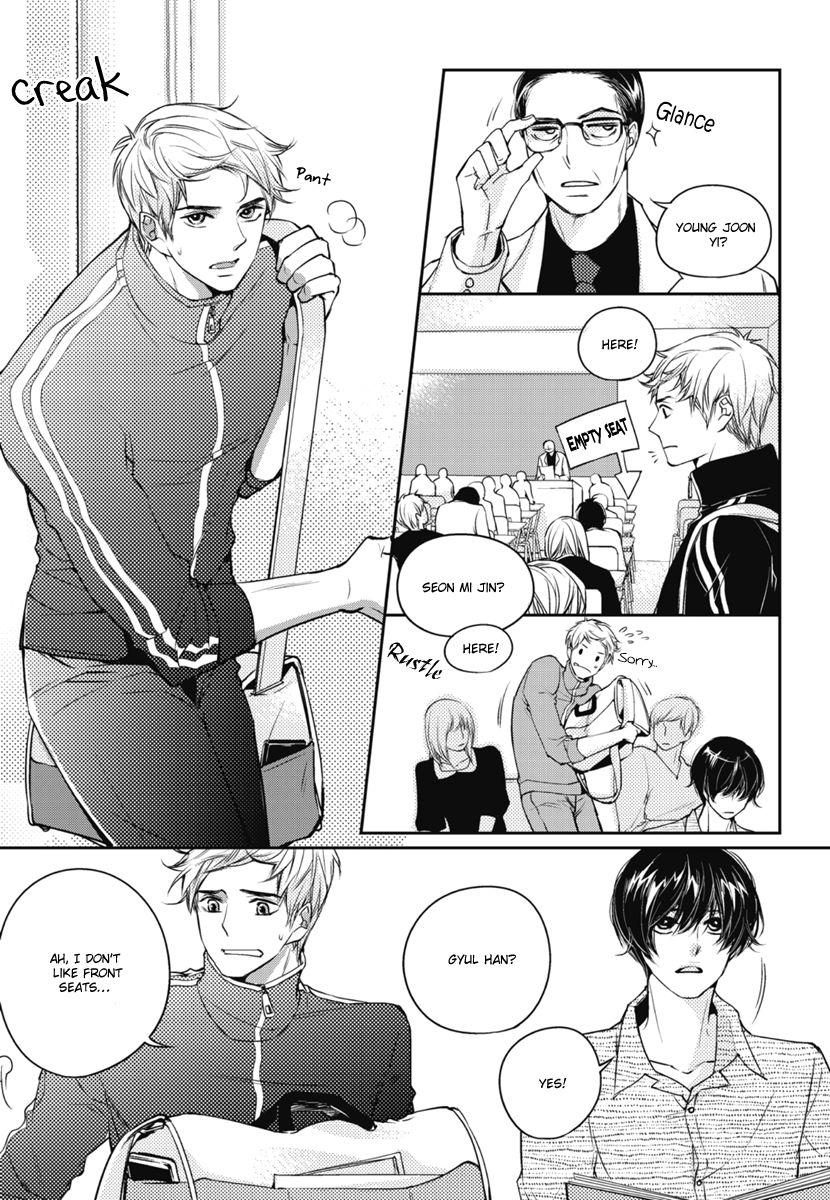 creak
Pant
Glance
YOUNG JOON
YI?
HERE!
EMPTY SEAT
SEON MI JIN?
HERE!
Rustle
Sorry..
AH, I DON'T
LIKE FRONT
SEATS...
GYUL HAN?
YES!